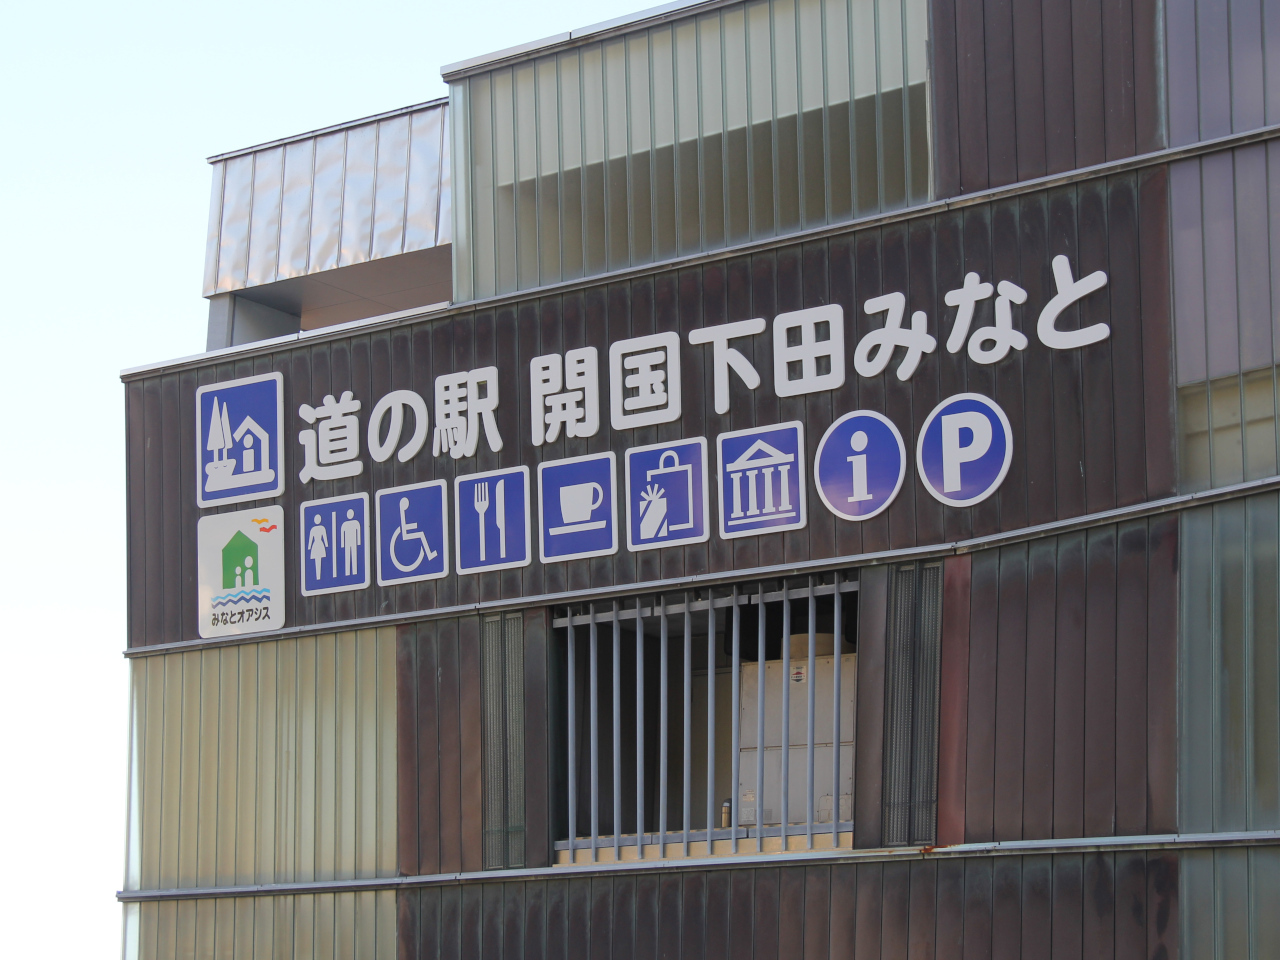 道の駅 開国下田みなと
i P
みなとオアシス